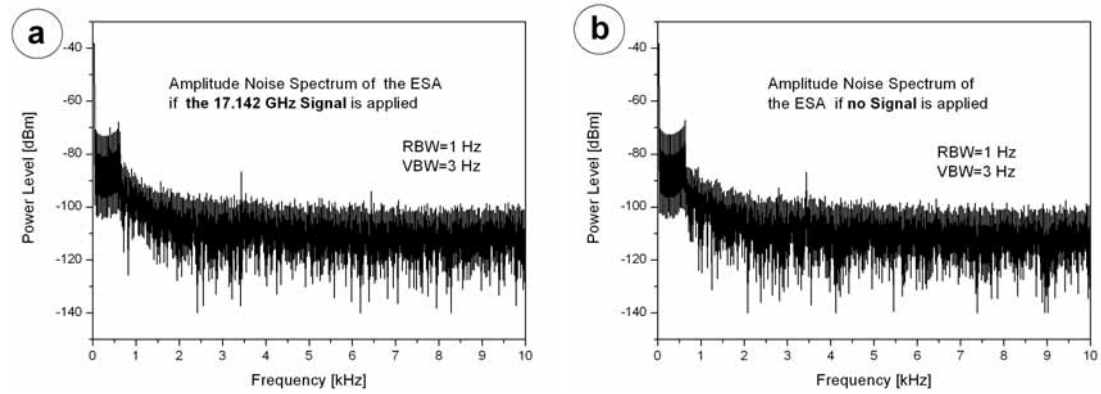 a
-40
-60
-80
-100
-120
-140
Power Level [dBm]
Amplitude Noise Spectrum of the ESA
if the 17.142 GHz Signal is applied
RBW=1 Hz
VBW=3 Hz
0 1 2 3 4 5 6 7 8 9 10
Frequency [kHz]
b
-40
-60
-80
-100
-120
-140
Power Level [dBm]
Amplitude Noise Spectrum of
the ESA if no Signal is applied
RBW=1 Hz
VBW=3 Hz
0 1 2 3 4 5 6 7 8 9 10
Frequency [kHz]